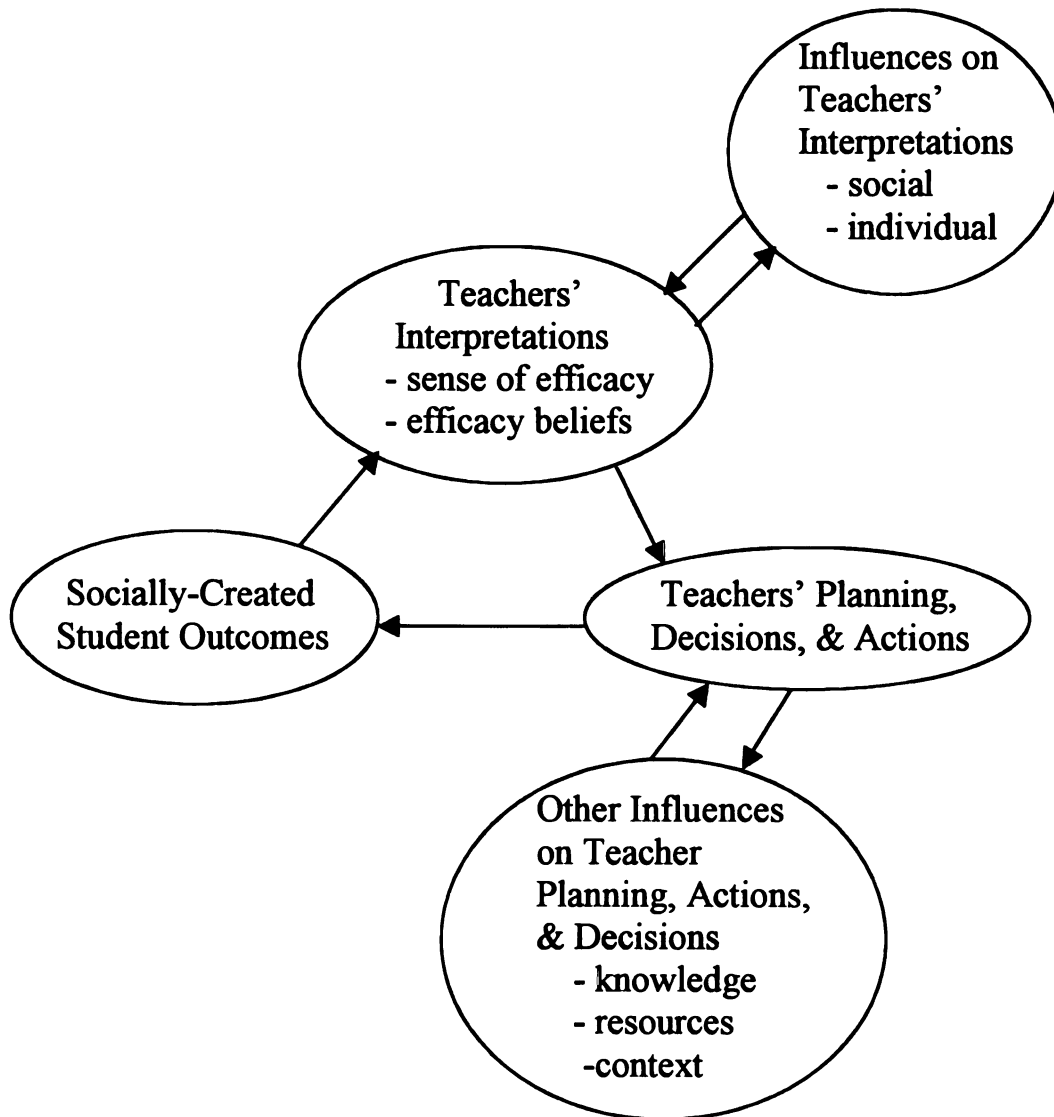 Influences on
Teachers’
Interpretations
- social
- individual
Teachers’
Interpretations
- sense of efficacy
- efficacy beliefs
Socially-Created
Student Outcomes
Teachers’ Planning,
Decisions, & Actions
Other Influences
on Teacher
Planning, Actions,
& Decisions
- knowledge
- resources
-context